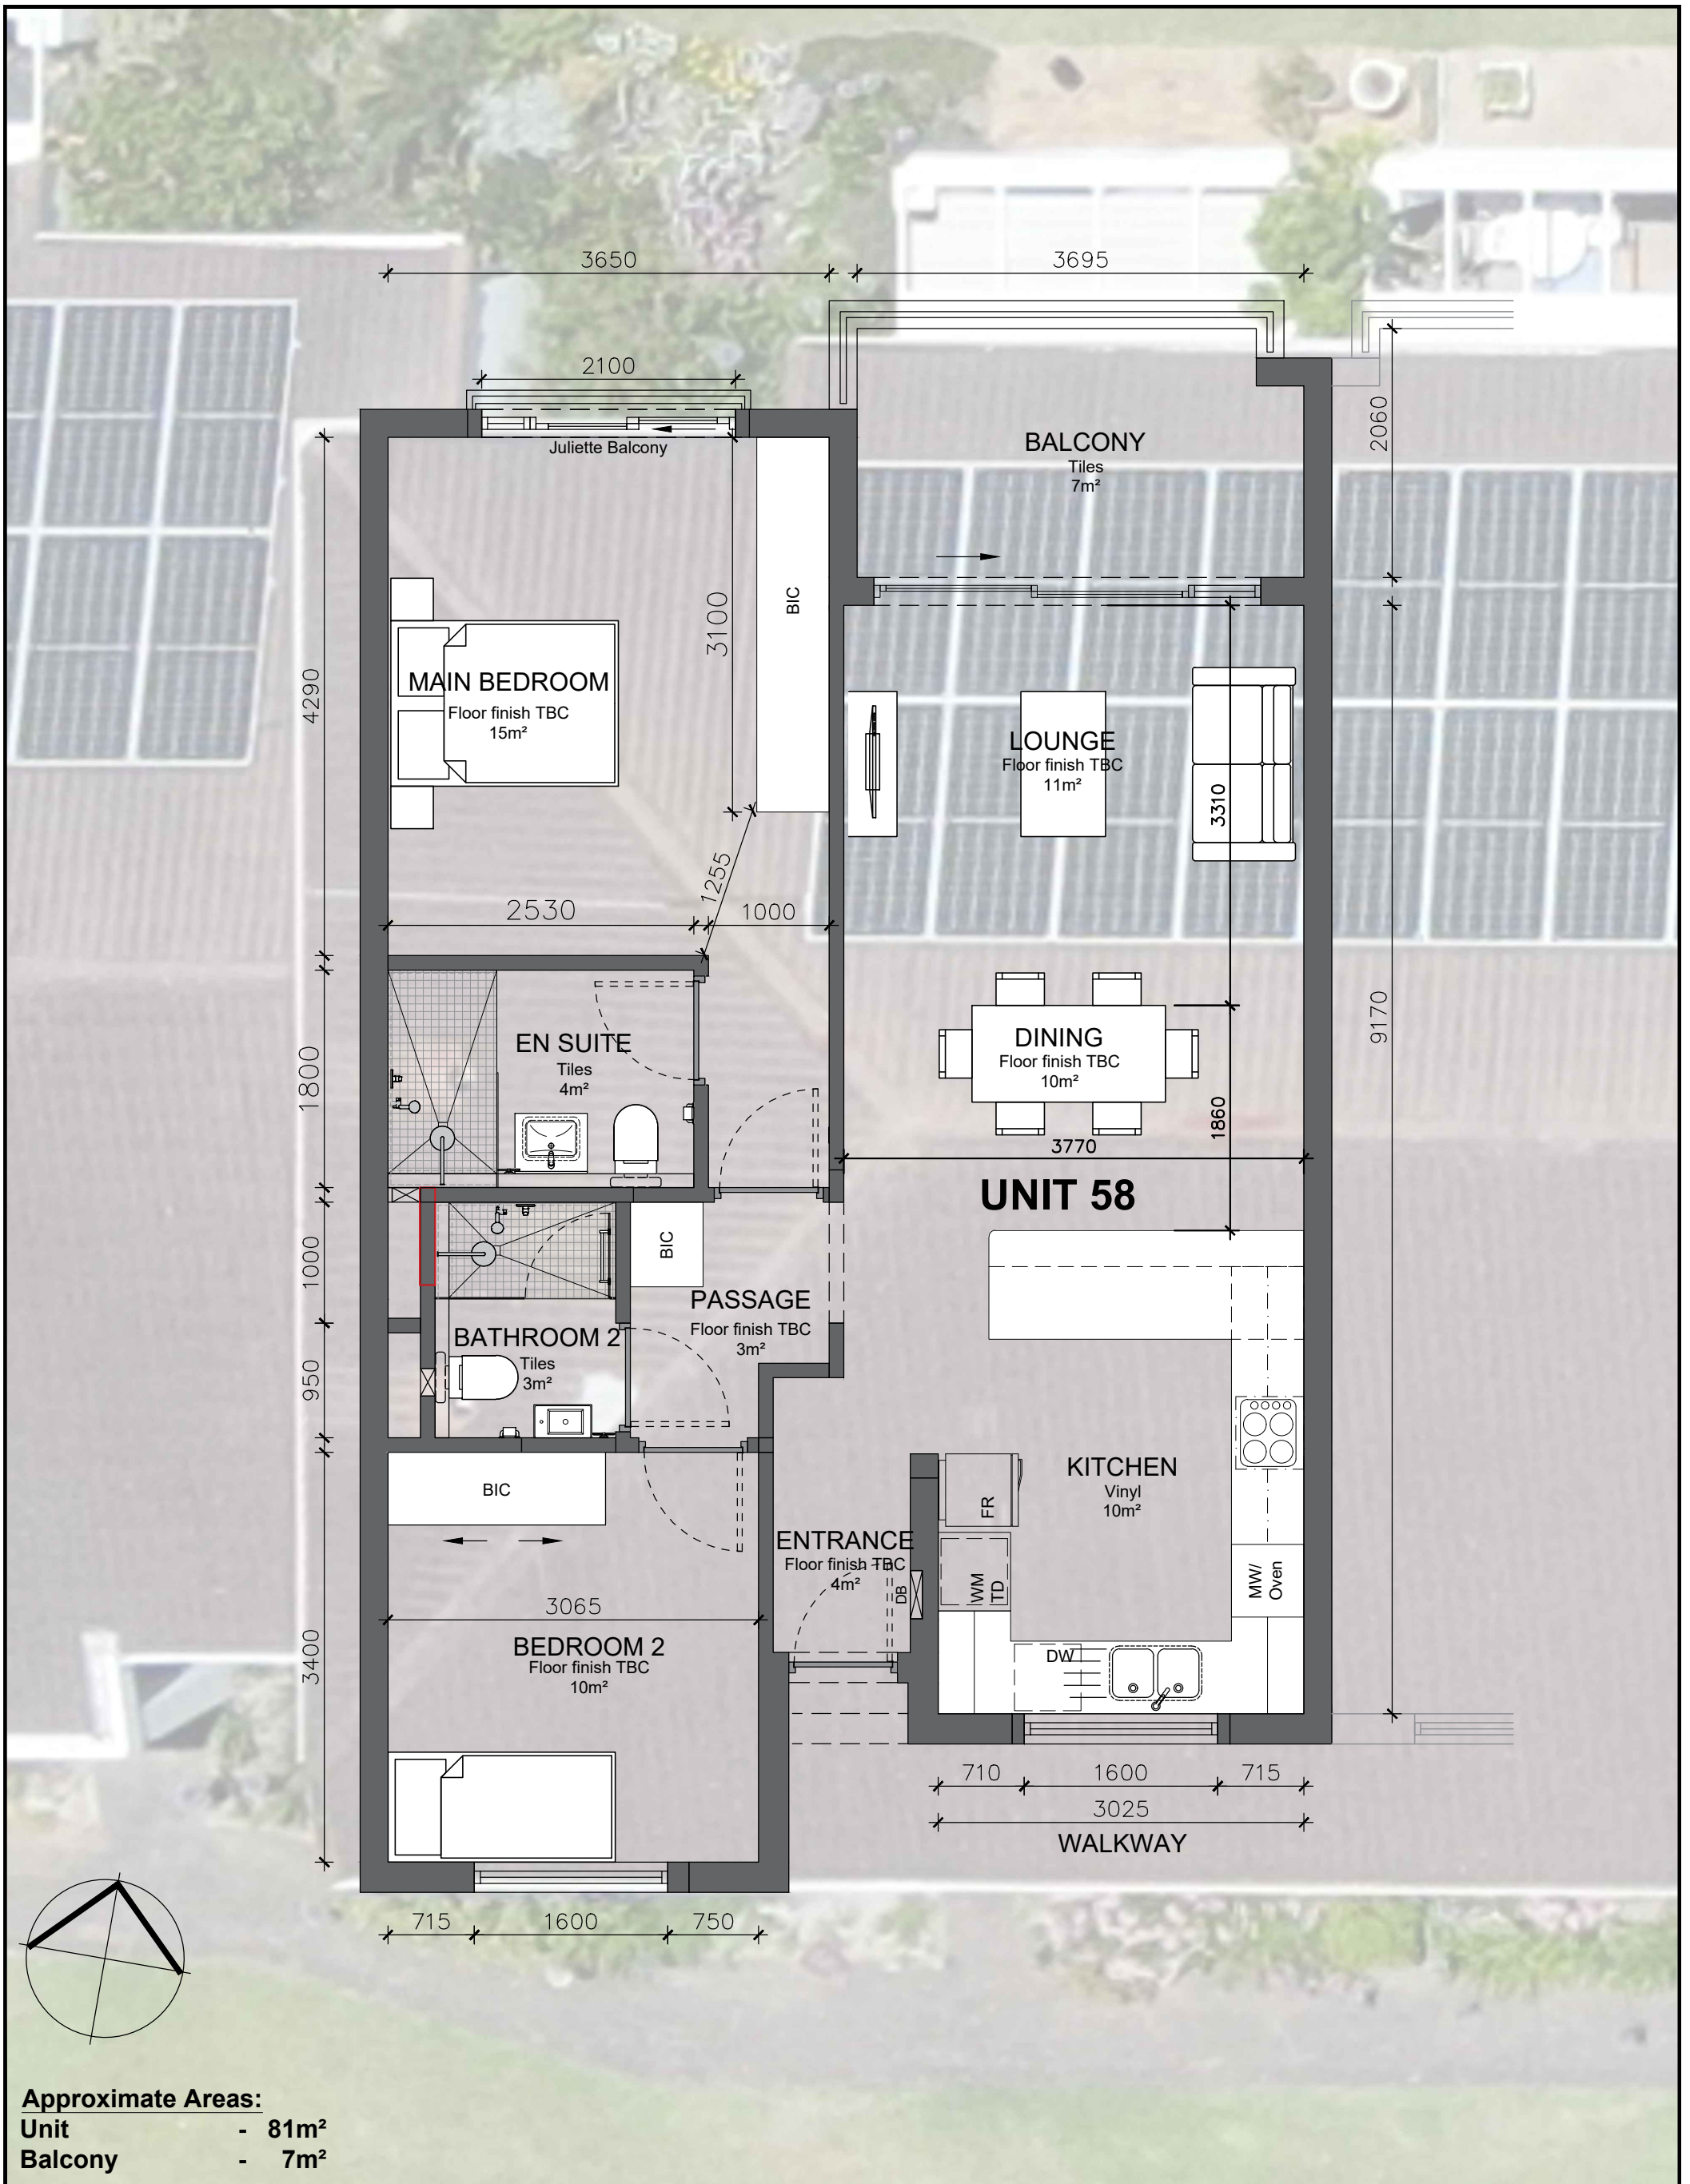 3650
3695
2100
Juliette Balcony
BALCONY
Tiles
7m²
2060
BIC
3100
4290
MAIN BEDROOM
Floor finish TBC
15m²
LOUNGE
Floor finish TBC
11m²
3310
1255
2530
1000
9170
EN SUITE
Tiles
4m²
1800
DINING
Floor finish TBC
10m²
1860
3770
UNIT 58
BIC
1000
PASSAGE
Floor finish TBC
3m²
BATHROOM 2
Tiles
3m²
950
BIC
KITCHEN
Vinyl
10m²
FR
ENTRANCE
Floor finish TBC
4m²
DB
WM
TD
MW/
Oven
3065
BEDROOM 2
Floor finish TBC
10m²
3400
DW
710
1600
715
3025
WALKWAY
715
1600
750
Approximate Areas:
Unit - 81m²
Balcony - 7m²